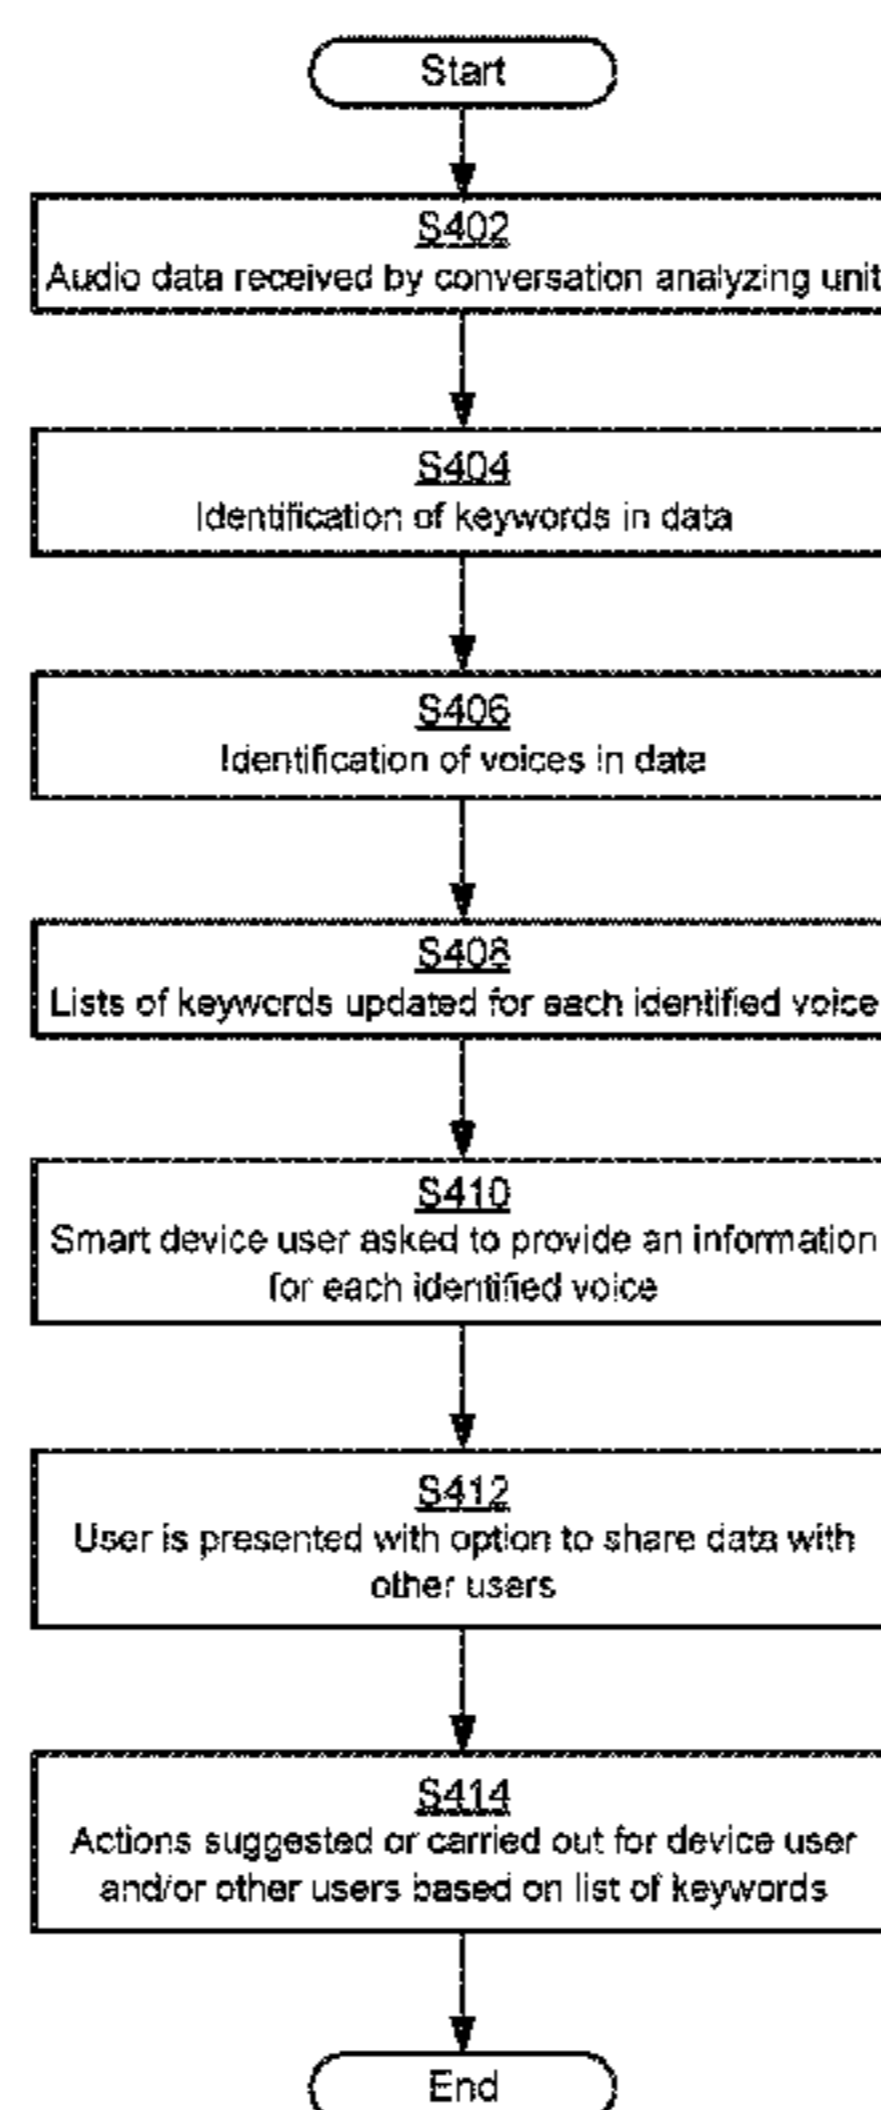 Start
S402
Audio data received by conversation analyzing unit
S404
Identification of keywords in data
S406
Identification of voices in data
S408
Lists of keywords updated for each identified voice
S410
Smart device user asked to provide an information
for each identified voice
S412
User is presented with option to share data with
other users
S414
Actions suggested or carried out for device user
and/or other users based on list of keywords
End